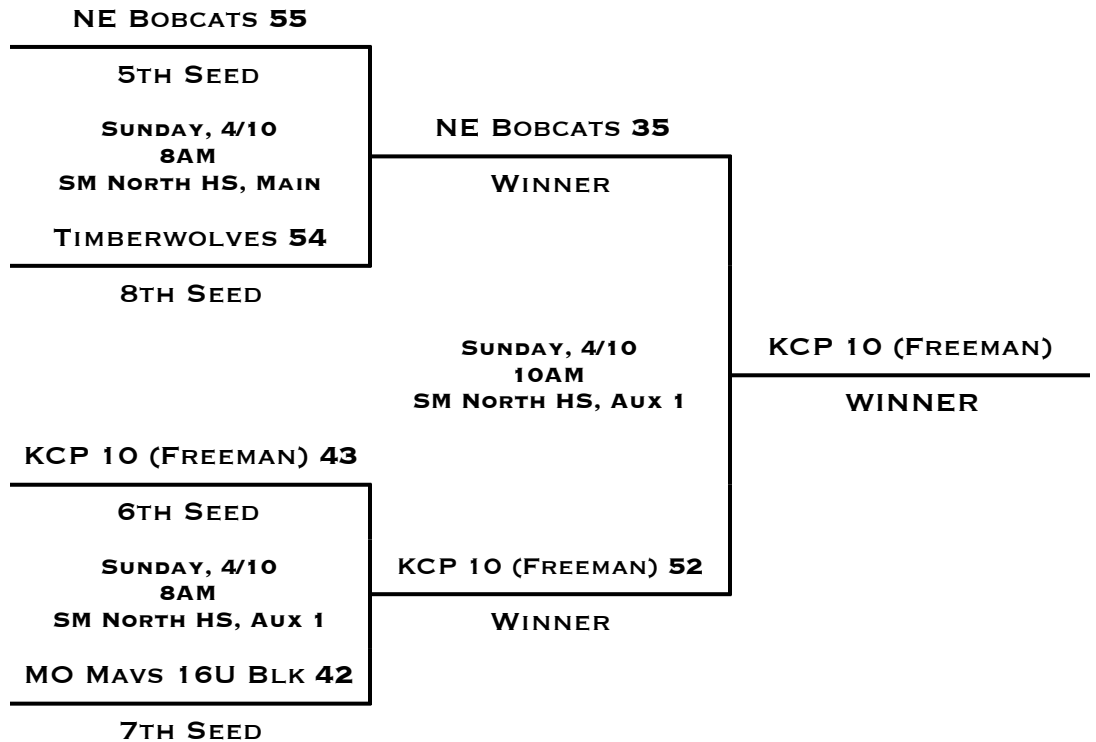 NE Bobcats 55
5th Seed
Sunday, 4/10
8AM
SM North HS, Main
Timberwolves 54
8th Seed
NE Bobcats 35
Winner
Sunday, 4/10
10AM
SM North HS, Aux 1
KCP 10 (Freeman)
WINNER
KCP 10 (Freeman) 43
6th Seed
Sunday, 4/10
8AM
SM North HS, Aux 1
MO Mavs 16U Blk 42
7th Seed
KCP 10 (Freeman) 52
Winner